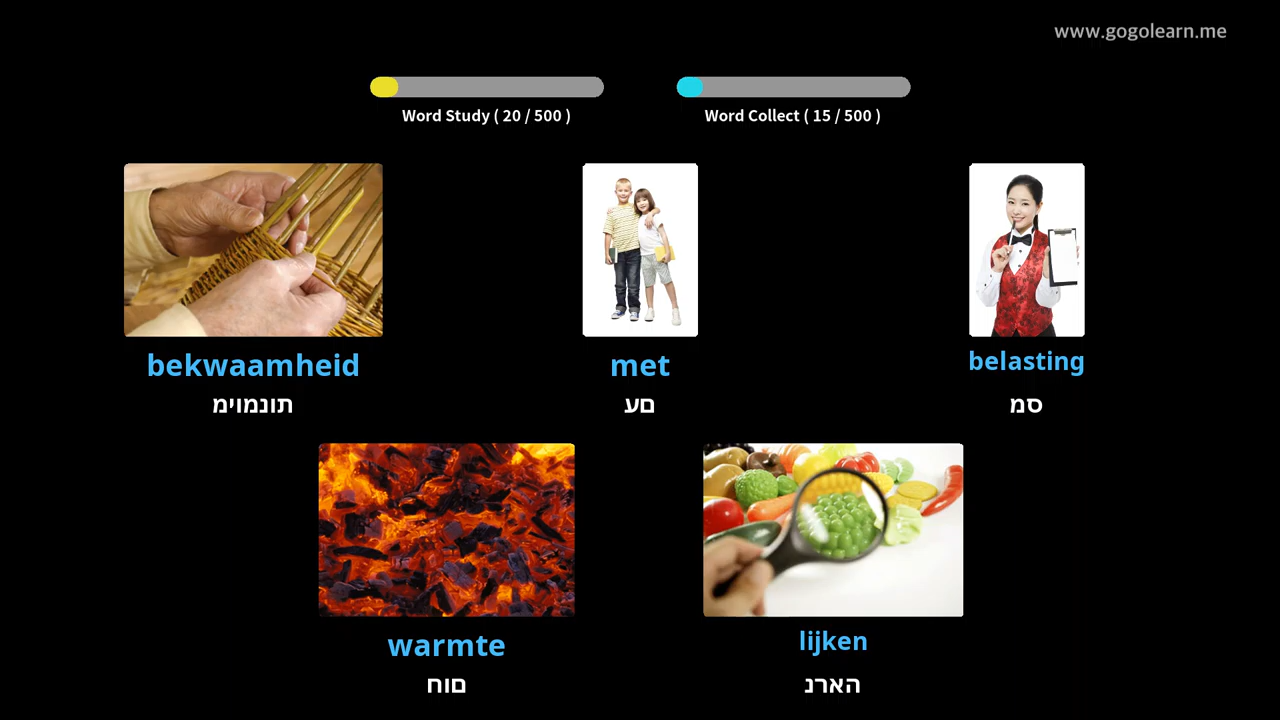 www.gogolearn.me
Word Study ( 20 / 500 )
Word Collect ( 15 / 500 )
bekwaamheid
תונמוימ
met
םע
belasting
סמ
warmte
םוח
lijken
הארנ